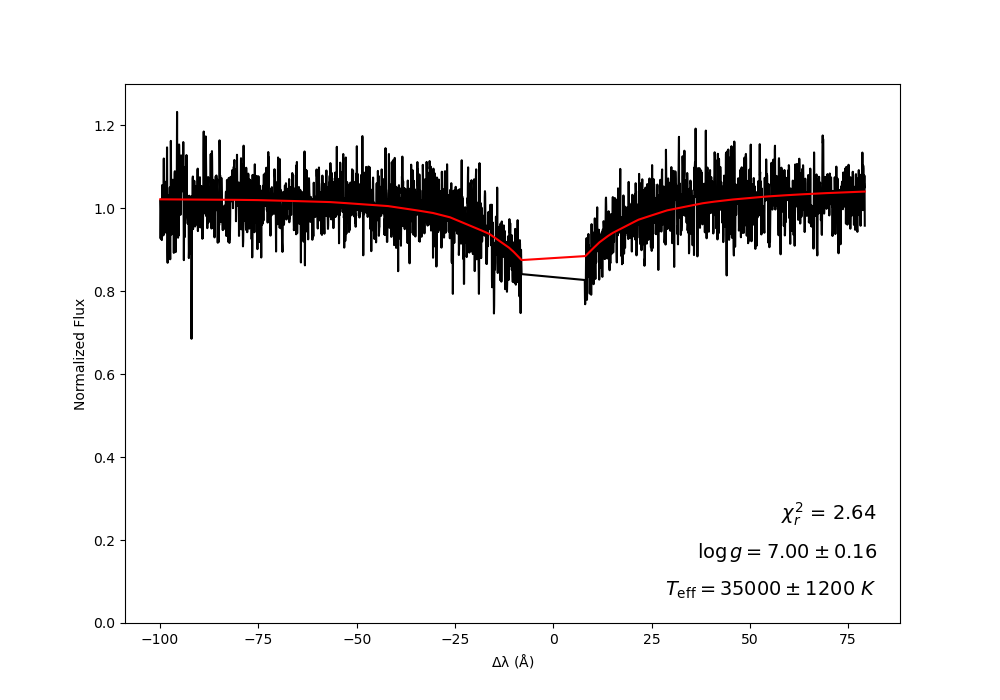 1.2
1.0
0.8
0.6
0.4
0.2
0.0
Normalized Flux
χ²ᵣ = 2.64
log g = 7.00 ± 0.16
T_eff = 35000 ± 1200 K
−100 −75 −50 −25 0 25 50 75
Δλ (Å)